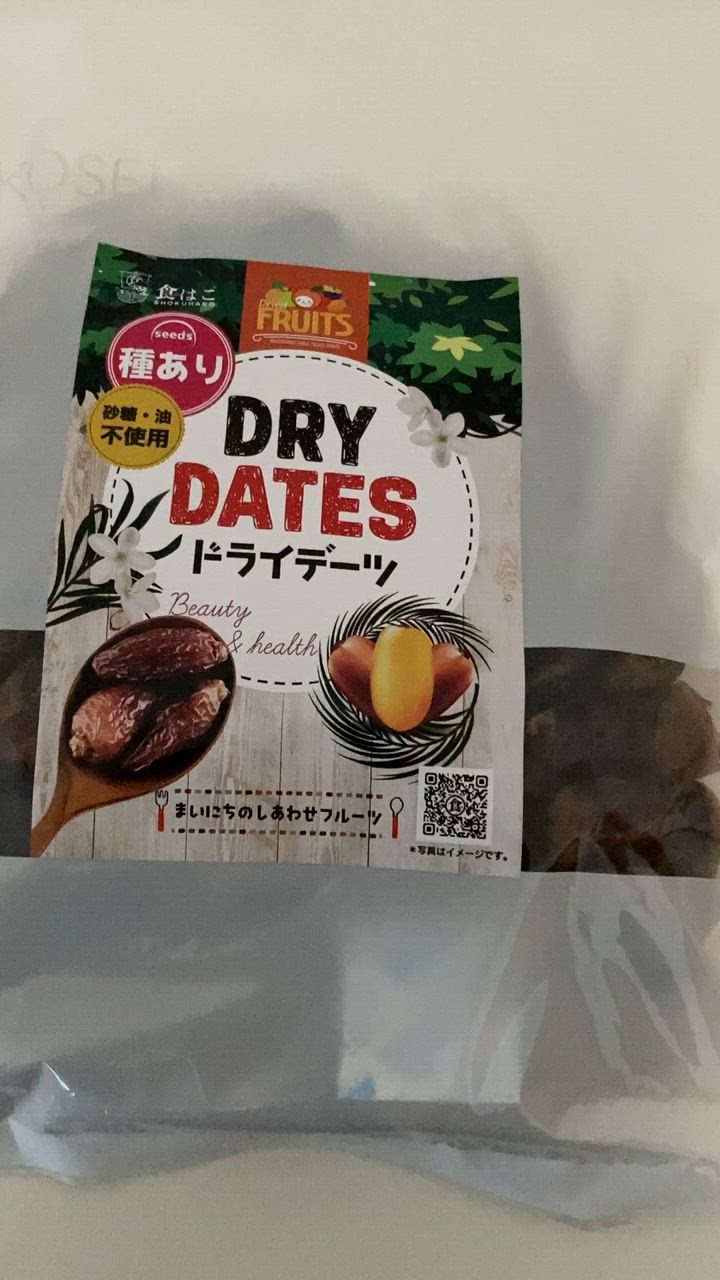 食はこ
SHOKUHAKO
Dried
FRUITS
seeds
種あり
砂糖・油
不使用
DRY
DATES
ドライデーツ
Beauty
& health
まいにちのしあわせフルーツ
食
*写真はイメージです。